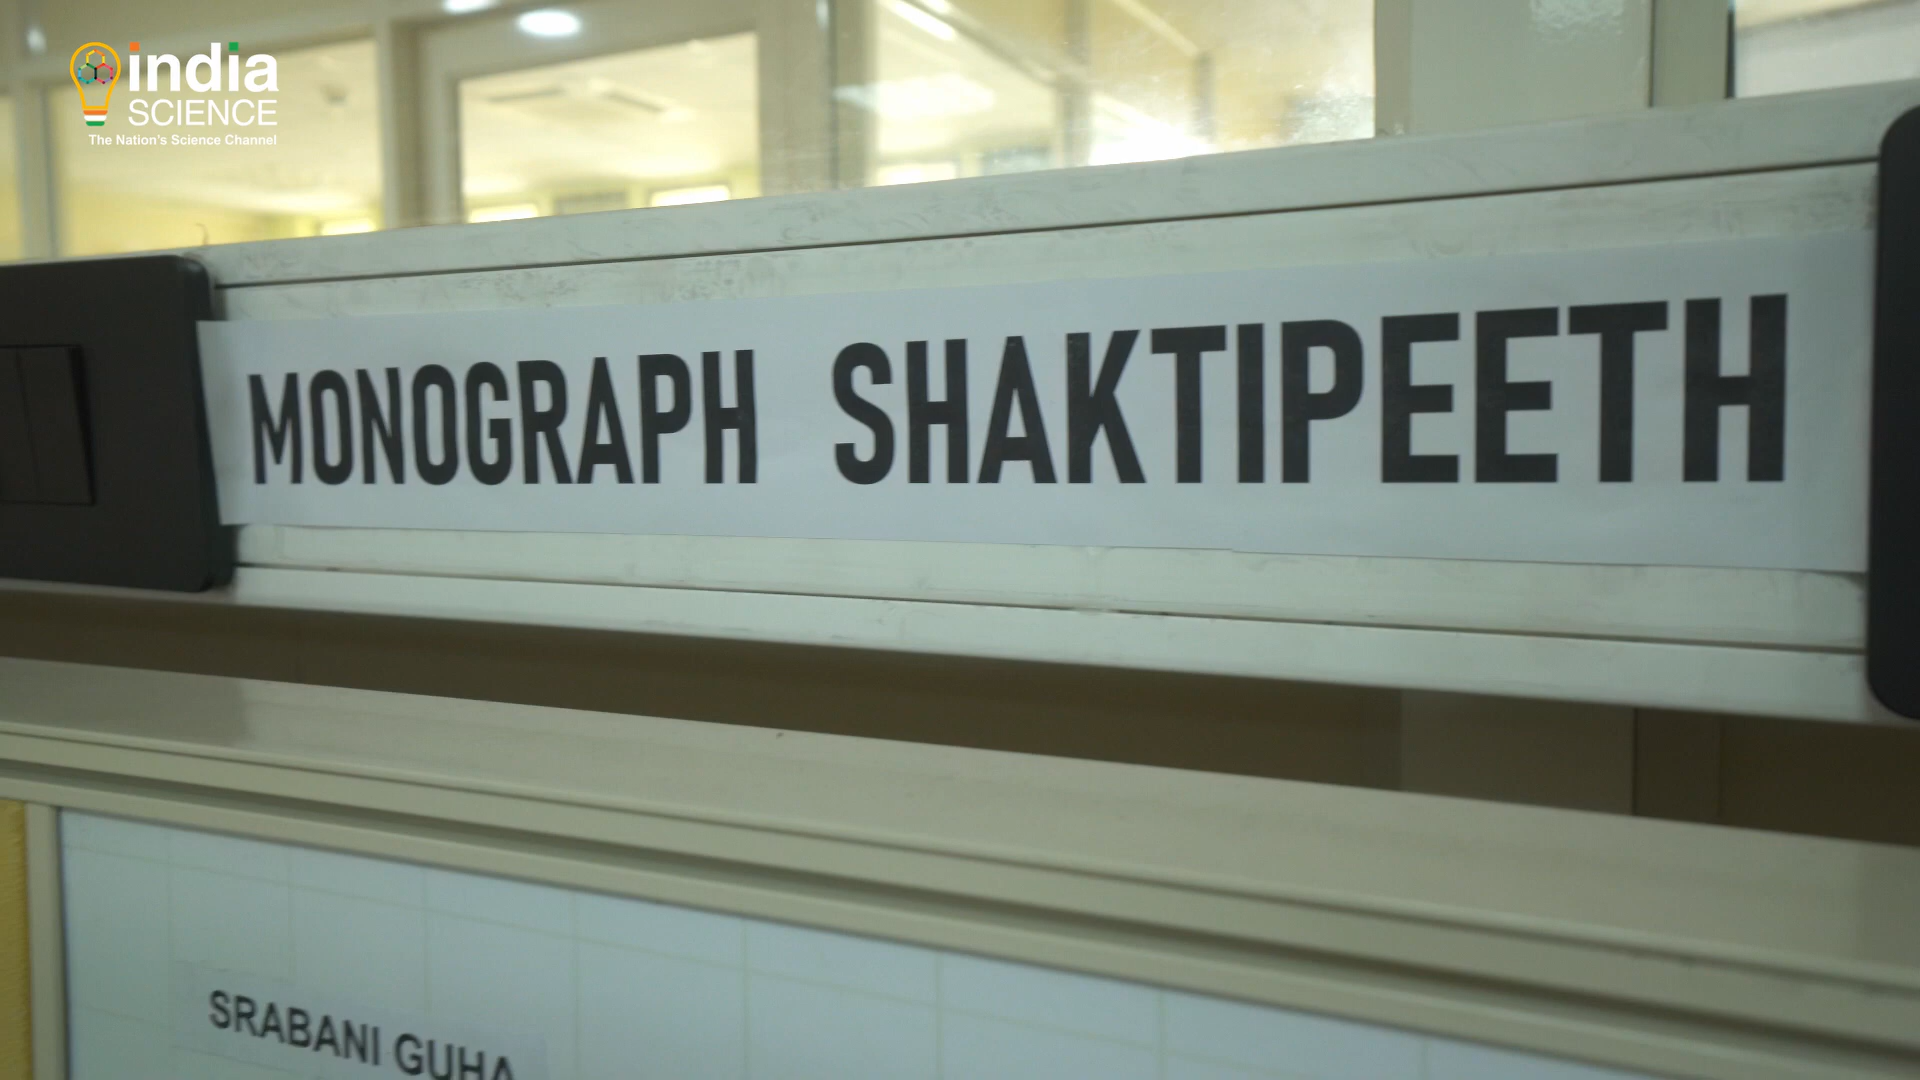 india
SCIENCE
The Nation's Science Channel
MONOGRAPH SHAKTIPEETH
SRABANI GUHA